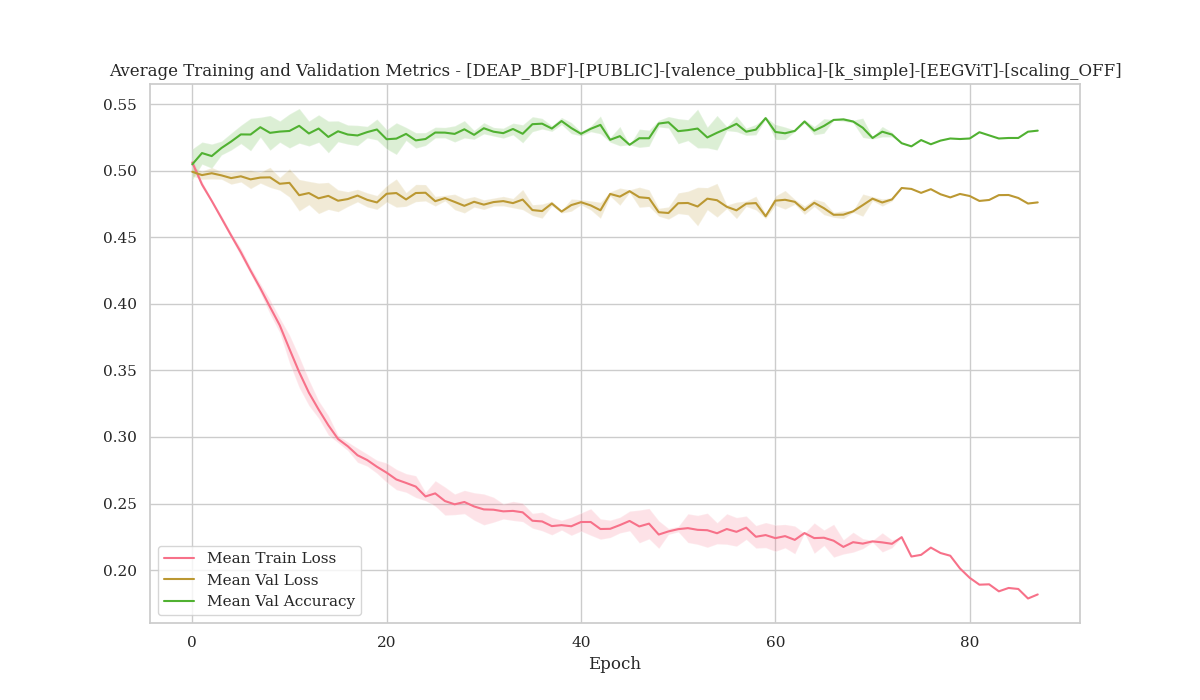 Average Training and Validation Metrics - [DEAP_BDF]-[PUBLIC]-[valence_pubblica]-[k_simple]-[EEGViT]-[scaling_OFF]
0.55
0.50
0.45
0.40
0.35
0.30
0.25
0.20
Mean Train Loss
Mean Val Loss
Mean Val Accuracy
0 20 40 60 80
Epoch